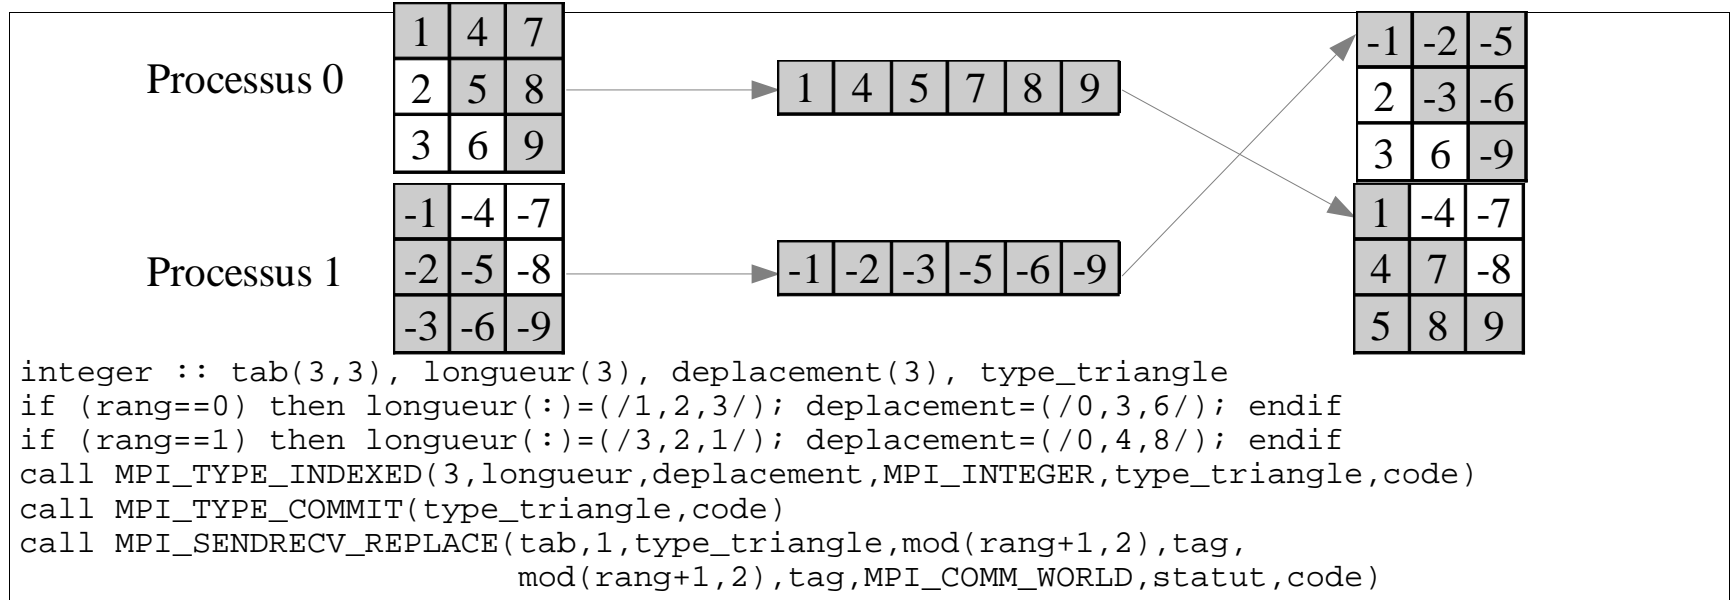 1 4 7
Processus 0
2 5 8
3 6 9
1 4 5 7 8 9
-1 -2 -5
2 -3 -6
3 6 -9
-1 -4 -7
Processus 1
-2 -5 -8
-3 -6 -9
-1 -2 -3 -5 -6 -9
1 -4 -7
4 7 -8
5 8 9
integer :: tab(3,3), longueur(3), deplacement(3), type_triangle
if (rang==0) then longueur(:)=(/1,2,3/); deplacement=(/0,3,6/); endif
if (rang==1) then longueur(:)=(/3,2,1/); deplacement=(/0,4,8/); endif
call MPI_TYPE_INDEXED(3,longueur,deplacement,MPI_INTEGER,type_triangle,code)
call MPI_TYPE_COMMIT(type_triangle,code)
call MPI_SENDRECV_REPLACE(tab,1,type_triangle,mod(rang+1,2),tag,
mod(rang+1,2),tag,MPI_COMM_WORLD,statut,code)